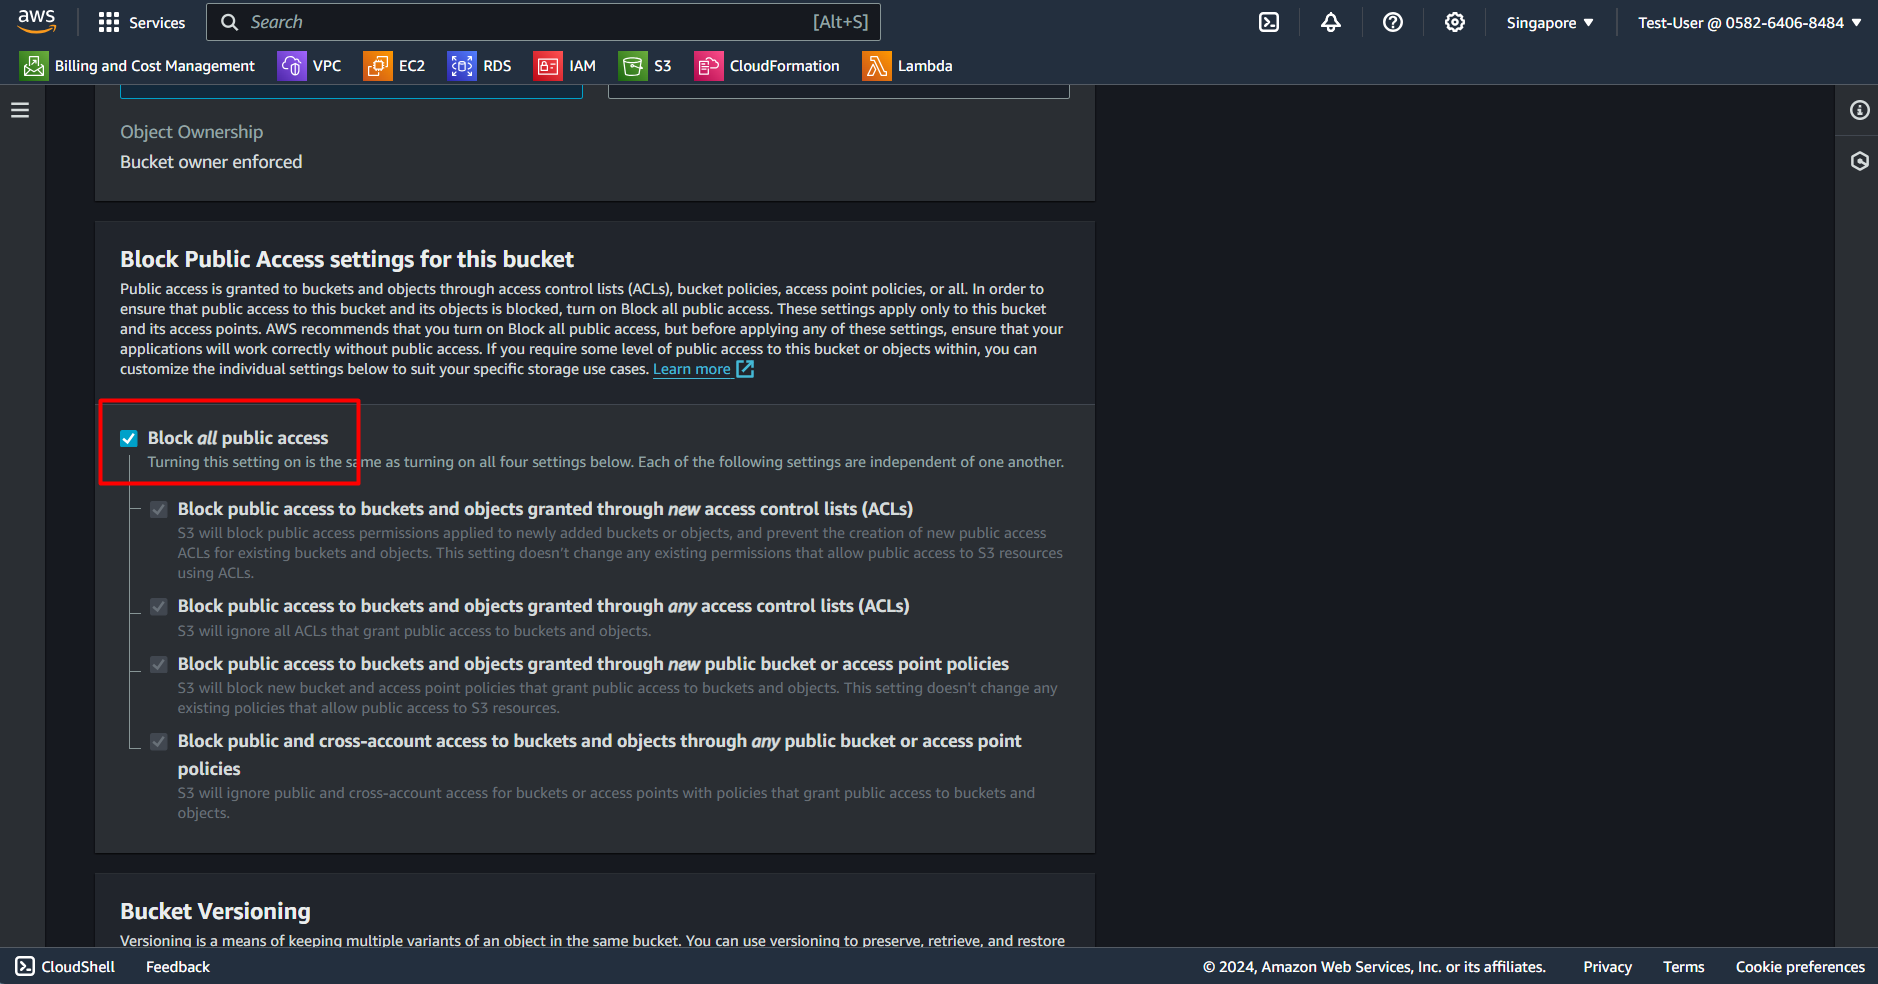 aws
Services
Search
[Alt+S]
Singapore
Test-User @ 0582-6406-8484
Billing and Cost Management
VPC
EC2
RDS
IAM
S3
CloudFormation
Lambda
Object Ownership
Bucket owner enforced
Block Public Access settings for this bucket
Public access is granted to buckets and objects through access control lists (ACLs), bucket policies, access point policies, or all. In order to
ensure that public access to this bucket and its objects is blocked, turn on Block all public access. These settings apply only to this bucket
and its access points. AWS recommends that you turn on Block all public access, but before applying any of these settings, ensure that your
applications will work correctly without public access. If you require some level of public access to this bucket or objects within, you can
customize the individual settings below to suit your specific storage use cases. Learn more
Block all public access
Turning this setting on is the same as turning on all four settings below. Each of the following settings are independent of one another.
Block public access to buckets and objects granted through new access control lists (ACLs)
S3 will block public access permissions applied to newly added buckets or objects, and prevent the creation of new public access
ACLs for existing buckets and objects. This setting doesn't change any existing permissions that allow public access to S3 resources
using ACLs.
Block public access to buckets and objects granted through any access control lists (ACLs)
S3 will ignore all ACLs that grant public access to buckets and objects.
Block public access to buckets and objects granted through new public bucket or access point policies
S3 will block new bucket and access point policies that grant public access to buckets and objects. This setting doesn't change any
existing policies that allow public access to S3 resources.
Block public and cross-account access to buckets and objects through any public bucket or access point
policies
S3 will ignore public and cross-account access for buckets or access points with policies that grant public access to buckets and
objects.
Bucket Versioning
Versioning is a means of keeping multiple variants of an object in the same bucket. You can use versioning to preserve, retrieve, and restore
CloudShell
Feedback
© 2024, Amazon Web Services, Inc. or its affiliates.
Privacy
Terms
Cookie preferences